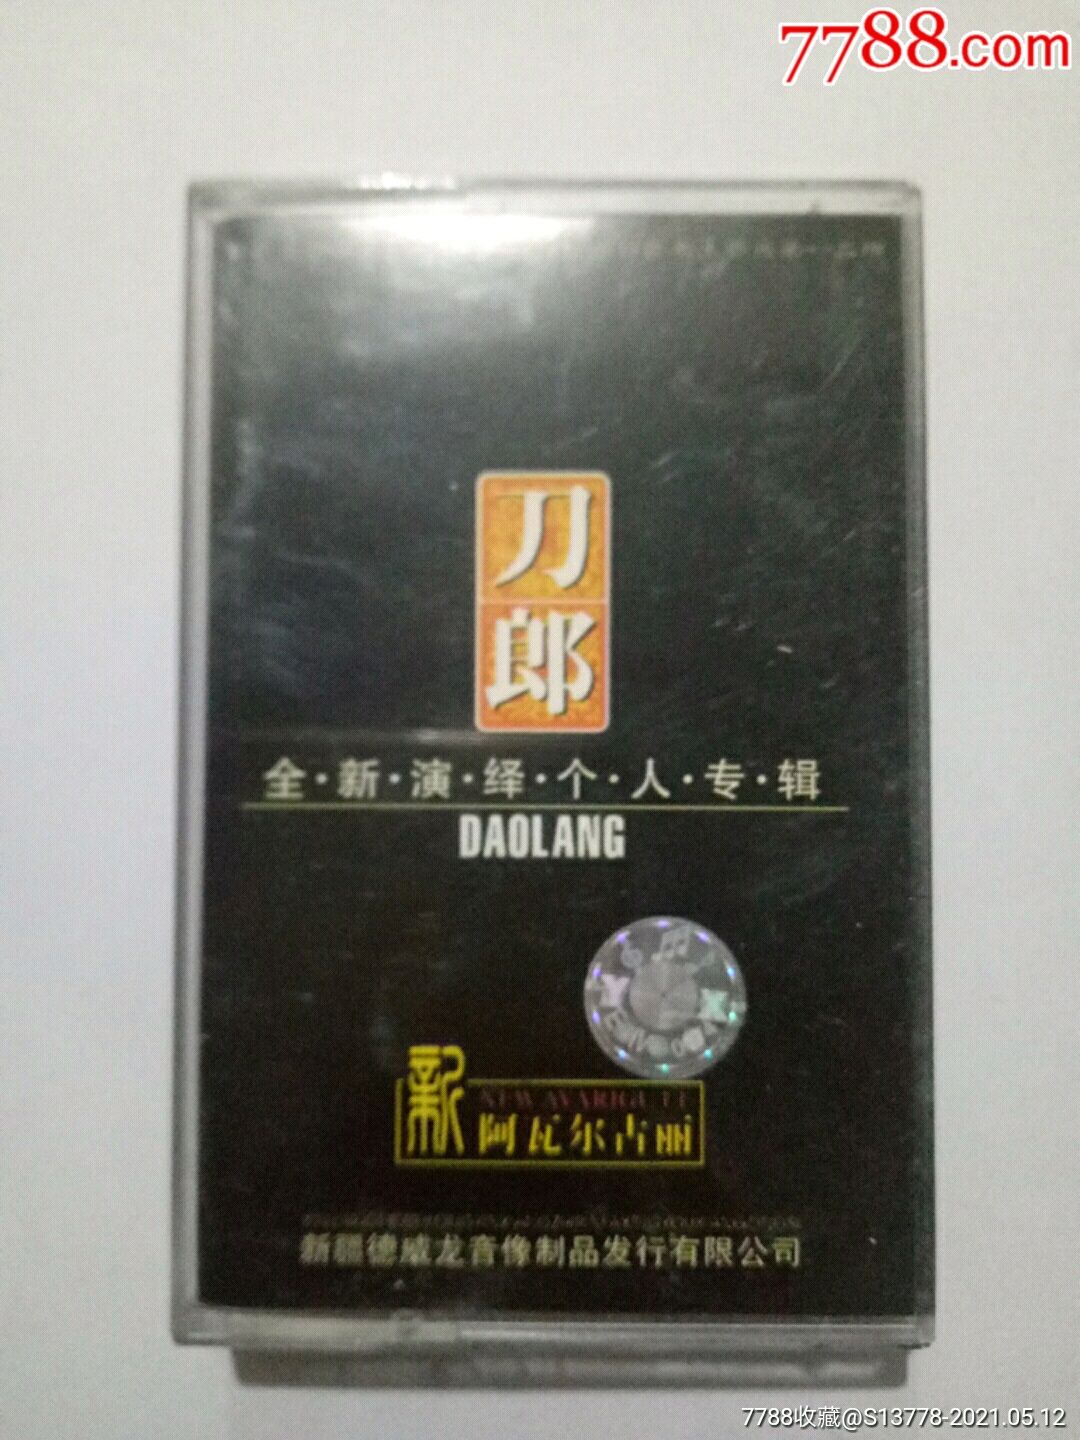 7788.com
刀
郎
全·新·演·绎·个·人·专·辑
DAOLANG
新
阿瓦尔古丽
新疆德威龙音像制品发行有限公司
7788收藏@S13778-2021.05.12